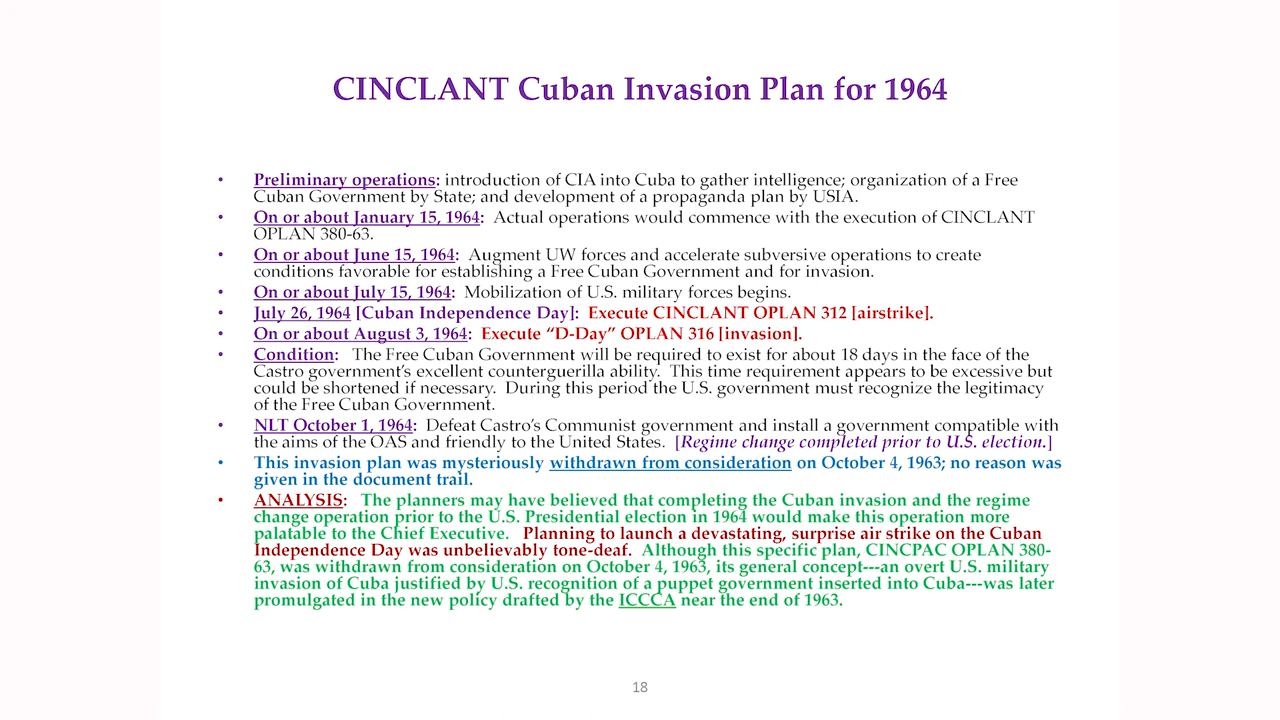 CINCLANT Cuban Invasion Plan for 1964
• Preliminary operations: introduction of CIA into Cuba to gather intelligence; organization of a Free
Cuban Government by State; and development of a propaganda plan by USIA.
• On or about January 15, 1964: Actual operations would commence with the execution of CINCLANT
OPLAN 380-63.
• On or about June 15, 1964: Augment UW forces and accelerate subversive operations to create
conditions favorable for establishing a Free Cuban Government and for invasion.
• On or about July 15, 1964: Mobilization of U.S. military forces begins.
• July 26, 1964 [Cuban Independence Day]: Execute CINCLANT OPLAN 312 [airstrike].
• On or about August 3, 1964: Execute “D-Day” OPLAN 316 [invasion].
• Condition: The Free Cuban Government will be required to exist for about 18 days in the face of the
Castro government’s excellent counterguerilla ability. This time requirement appears to be excessive but
could be shortened if necessary. During this period the U.S. government must recognize the legitimacy
of the Free Cuban Government.
• NLT October 1, 1964: Defeat Castro’s Communist government and install a government compatible with
the aims of the OAS and friendly to the United States. [Regime change completed prior to U.S. election.]
• This invasion plan was mysteriously withdrawn from consideration on October 4, 1963; no reason was
given in the document trail.
• ANALYSIS: The planners may have believed that completing the Cuban invasion and the regime
change operation prior to the U.S. Presidential election in 1964 would make this operation more
palatable to the Chief Executive. Planning to launch a devastating, surprise air strike on the Cuban
Independence Day was unbelievably tone-deaf. Although this specific plan, CINCPAC OPLAN 380-
63, was withdrawn from consideration on October 4, 1963, its general concept---an overt U.S. military
invasion of Cuba justified by U.S. recognition of a puppet government inserted into Cuba---was later
promulgated in the new policy drafted by the ICCCA near the end of 1963.
18